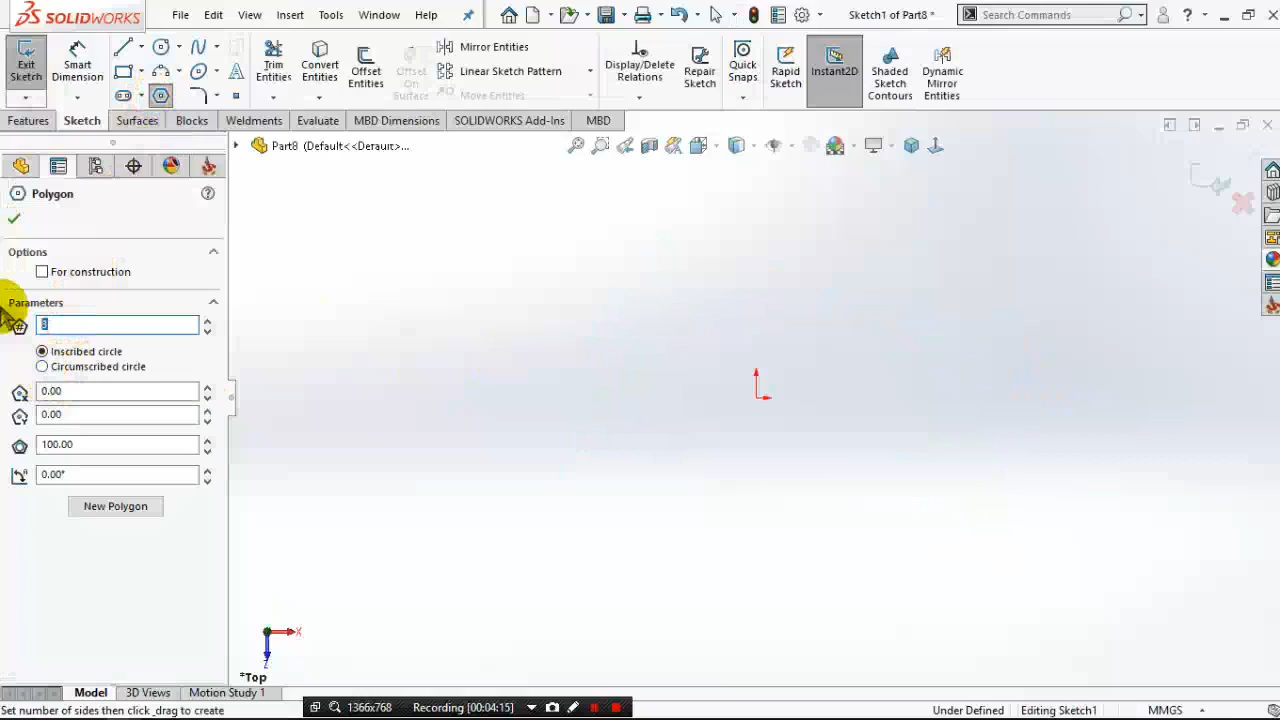 SOLIDWORKS
File Edit View Insert Tools Window Help
Sketch1 of Part8 *
Search Commands
Exit Sketch
Smart Dimension
Trim Entities
Convert Entities
Offset Entities
Offset On Surface
Mirror Entities
Linear Sketch Pattern
Move Entities
Display/Delete Relations
Repair Sketch
Quick Snaps
Rapid Sketch
Instant2D
Shaded Sketch Contours
Dynamic Mirror Entities
Features Sketch Surfaces Blocks Weldments Evaluate MBD Dimensions SOLIDWORKS Add-Ins MBD
Part8 (Default<<Default>...
Polygon
Options
For construction
Parameters
Inscribed circle
Circumscribed circle
0.00
0.00
100.00
0.00°
New Polygon
X
Z
*Top
Model 3D Views Motion Study 1
1366x768 Recording [00:04:15]
Set number of sides then click _drag to create
Under Defined Editing Sketch1 MMGS